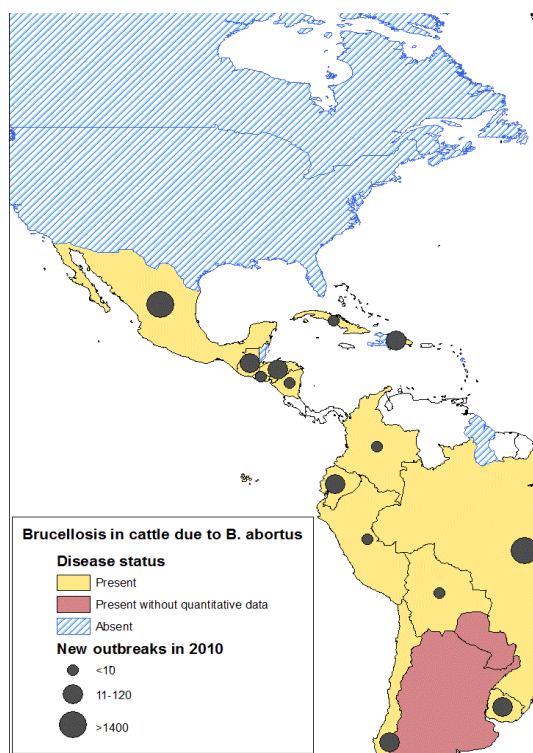 Brucellosis in cattle due to B. abortus
Disease status
Present
Present without quantitative data
Absent
New outbreaks in 2010
<10
11-120
>1400